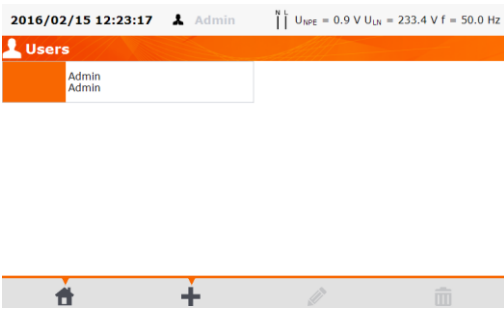 2016/02/15 12:23:17 Admin N L UNPE = 0.9 V ULN = 233.4 V f = 50.0 Hz
Users
Admin
Admin